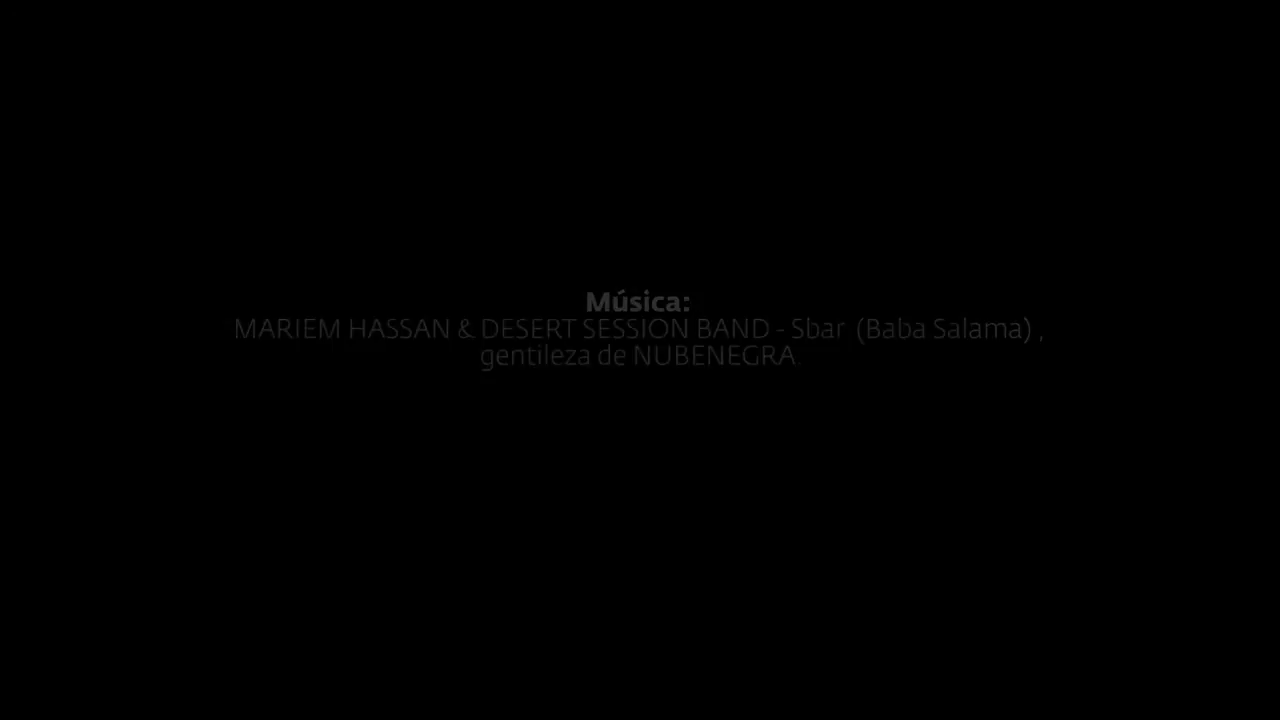 Música:
MARIEM HASSAN & DESERT SESSION BAND - Sbar (Baba Salama) ,
gentileza de NUBENEGRA.